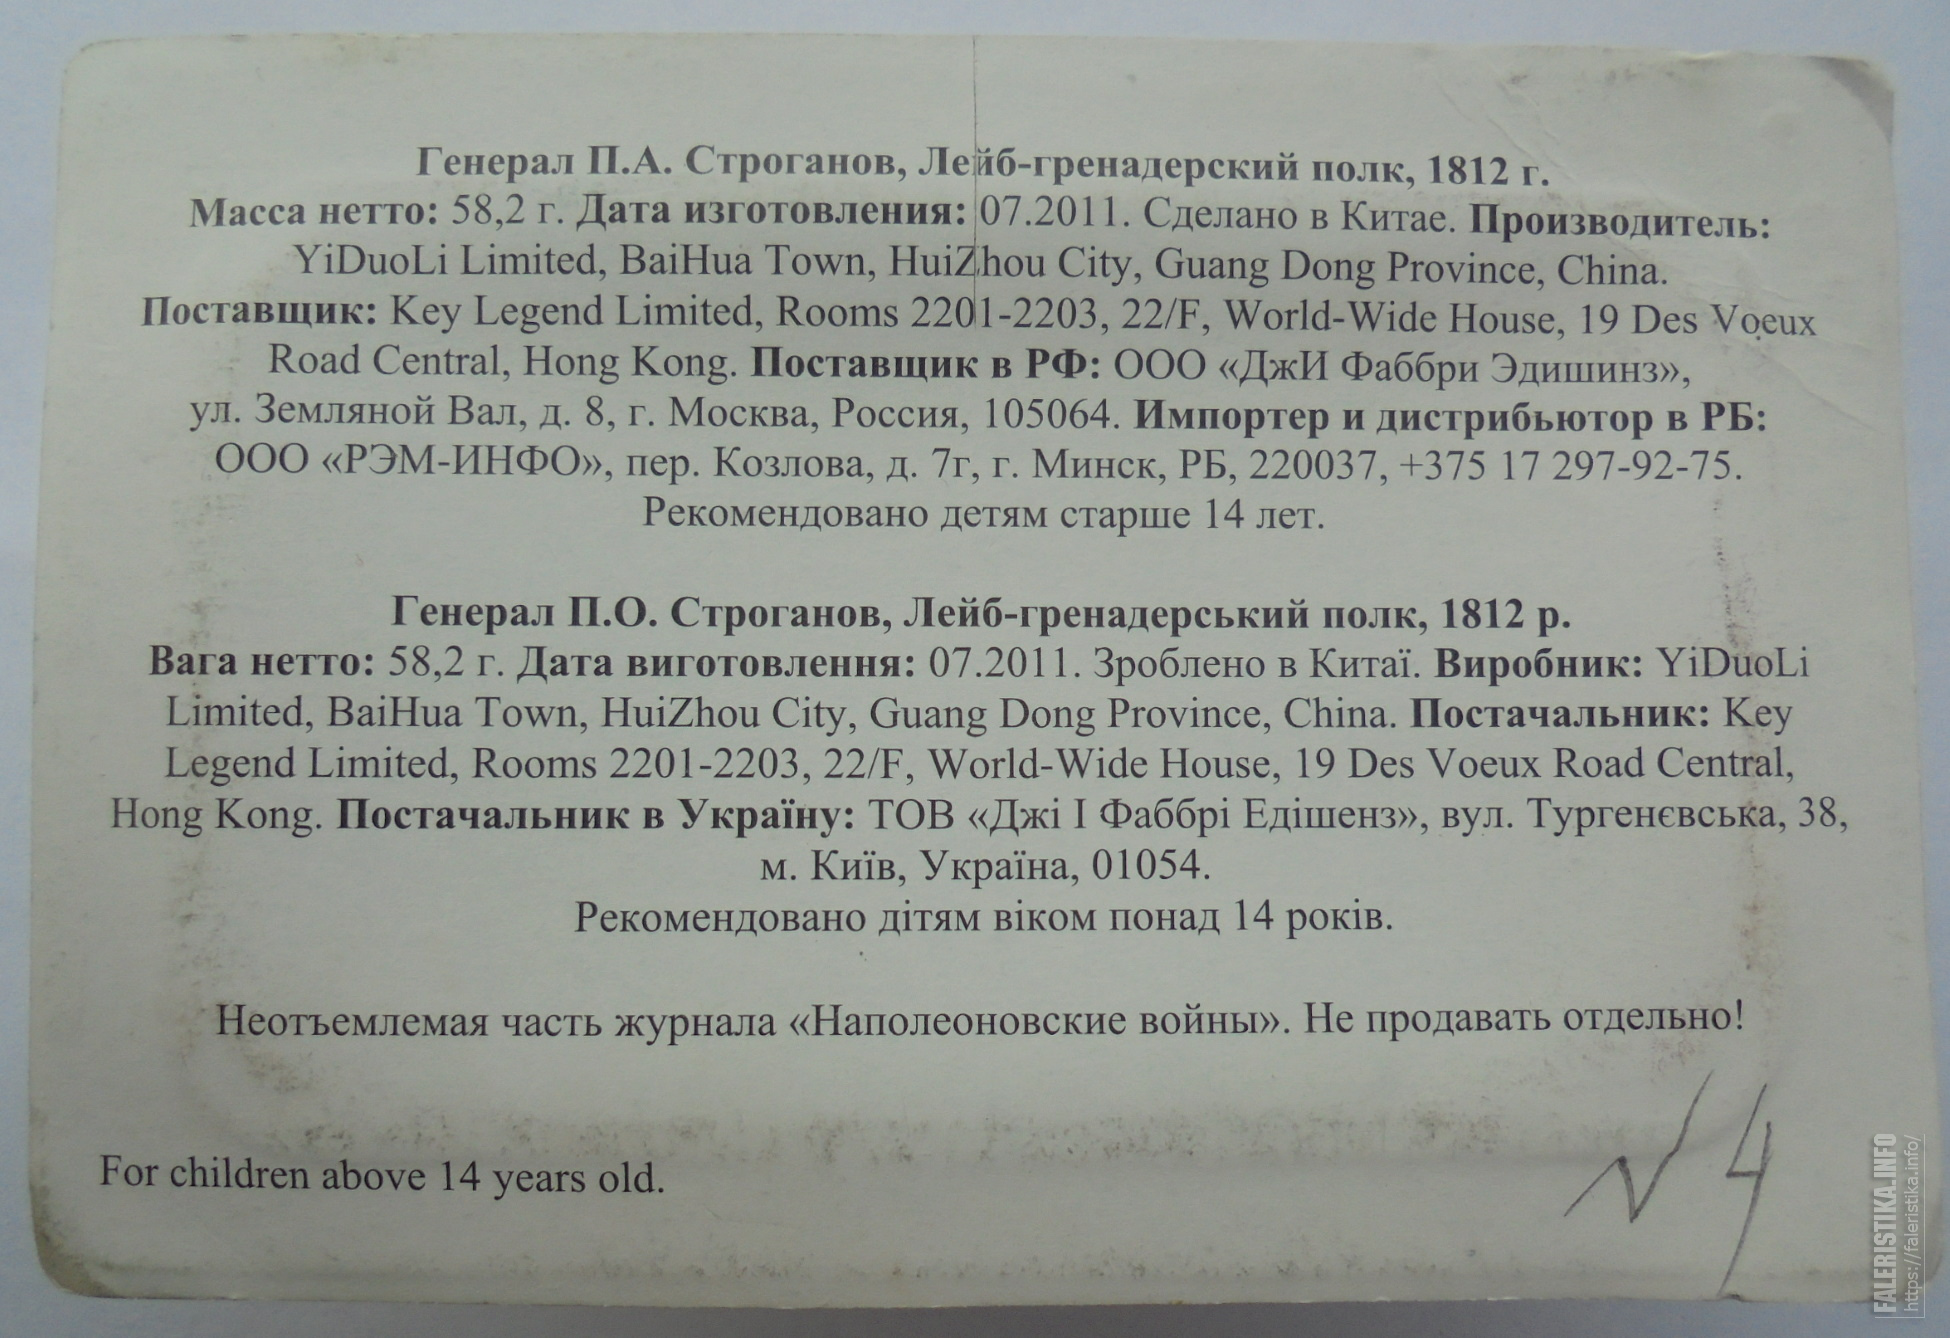 Генерал П.А. Строганов, Лейб-гренадерский полк, 1812 г.
Масса нетто: 58,2 г. Дата изготовления: 07.2011. Сделано в Китае. Производитель:
YiDuoLi Limited, BaiHua Town, HuiZhou City, Guang Dong Province, China.
Поставщик: Key Legend Limited, Rooms 2201-2203, 22/F, World-Wide House, 19 Des Voeux
Road Central, Hong Kong. Поставщик в РФ: ООО «ДжИ Фаббри Эдишинз»,
ул. Земляной Вал, д. 8, г. Москва, Россия, 105064. Импортер и дистрибьютор в РБ:
ООО «РЭМ-ИНФО», пер. Козлова, д. 7г, г. Минск, РБ, 220037, +375 17 297-92-75.
Рекомендовано детям старше 14 лет.
Генерал П.О. Строганов, Лейб-гренадерський полк, 1812 р.
Вага нетто: 58,2 г. Дата виготовлення: 07.2011. Зроблено в Китаї. Виробник: YiDuoLi
Limited, BaiHua Town, HuiZhou City, Guang Dong Province, China. Постачальник: Key
Legend Limited, Rooms 2201-2203, 22/F, World-Wide House, 19 Des Voeux Road Central,
Hong Kong. Постачальник в Україну: ТОВ «Джі І Фаббрі Едішенз», вул. Тургенєвська, 38,
м. Київ, Україна, 01054.
Рекомендовано дітям віком понад 14 років.
Неотъемлемая часть журнала «Наполеоновские войны». Не продавать отдельно!
For children above 14 years old.
N 4
FALERISTIKA.INFO
https://faleristika.info/